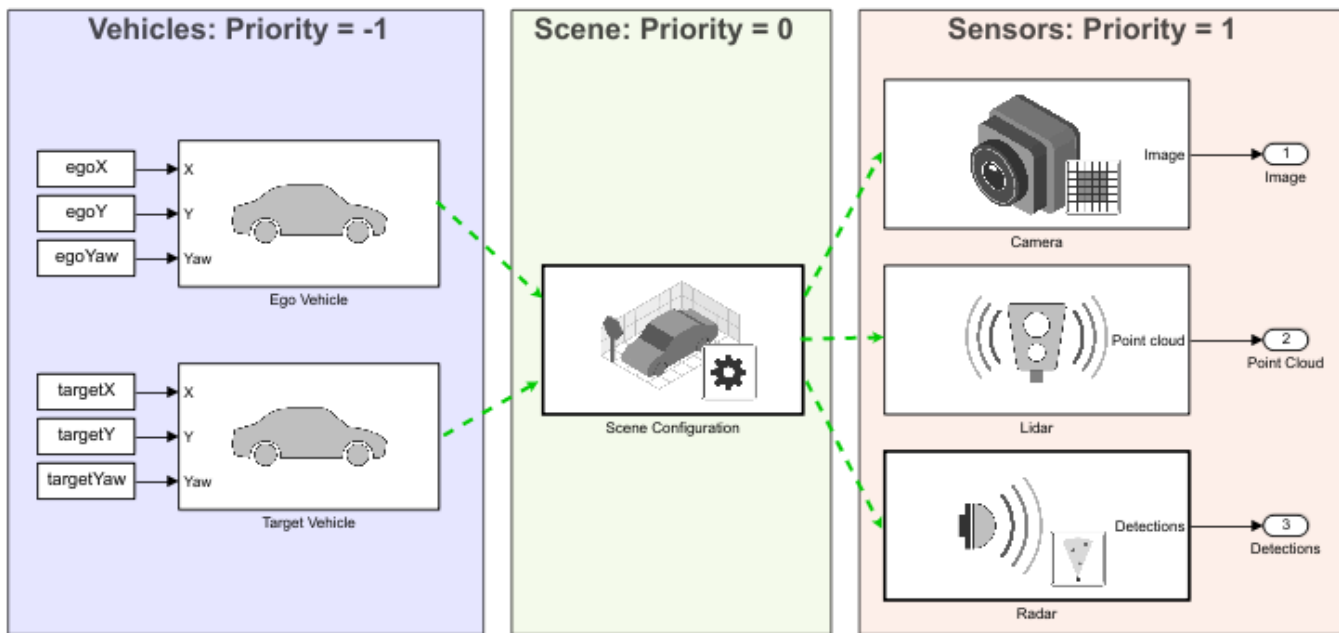 Vehicles: Priority = -1
egoX
egoY
egoYaw
X
Y
Yaw
Ego Vehicle
targetX
targetY
targetYaw
X
Y
Yaw
Target Vehicle
Scene: Priority = 0
Scene Configuration
Sensors: Priority = 1
Image
1
Image
Camera
Point cloud
2
Point Cloud
Lidar
Detections
3
Detections
Radar